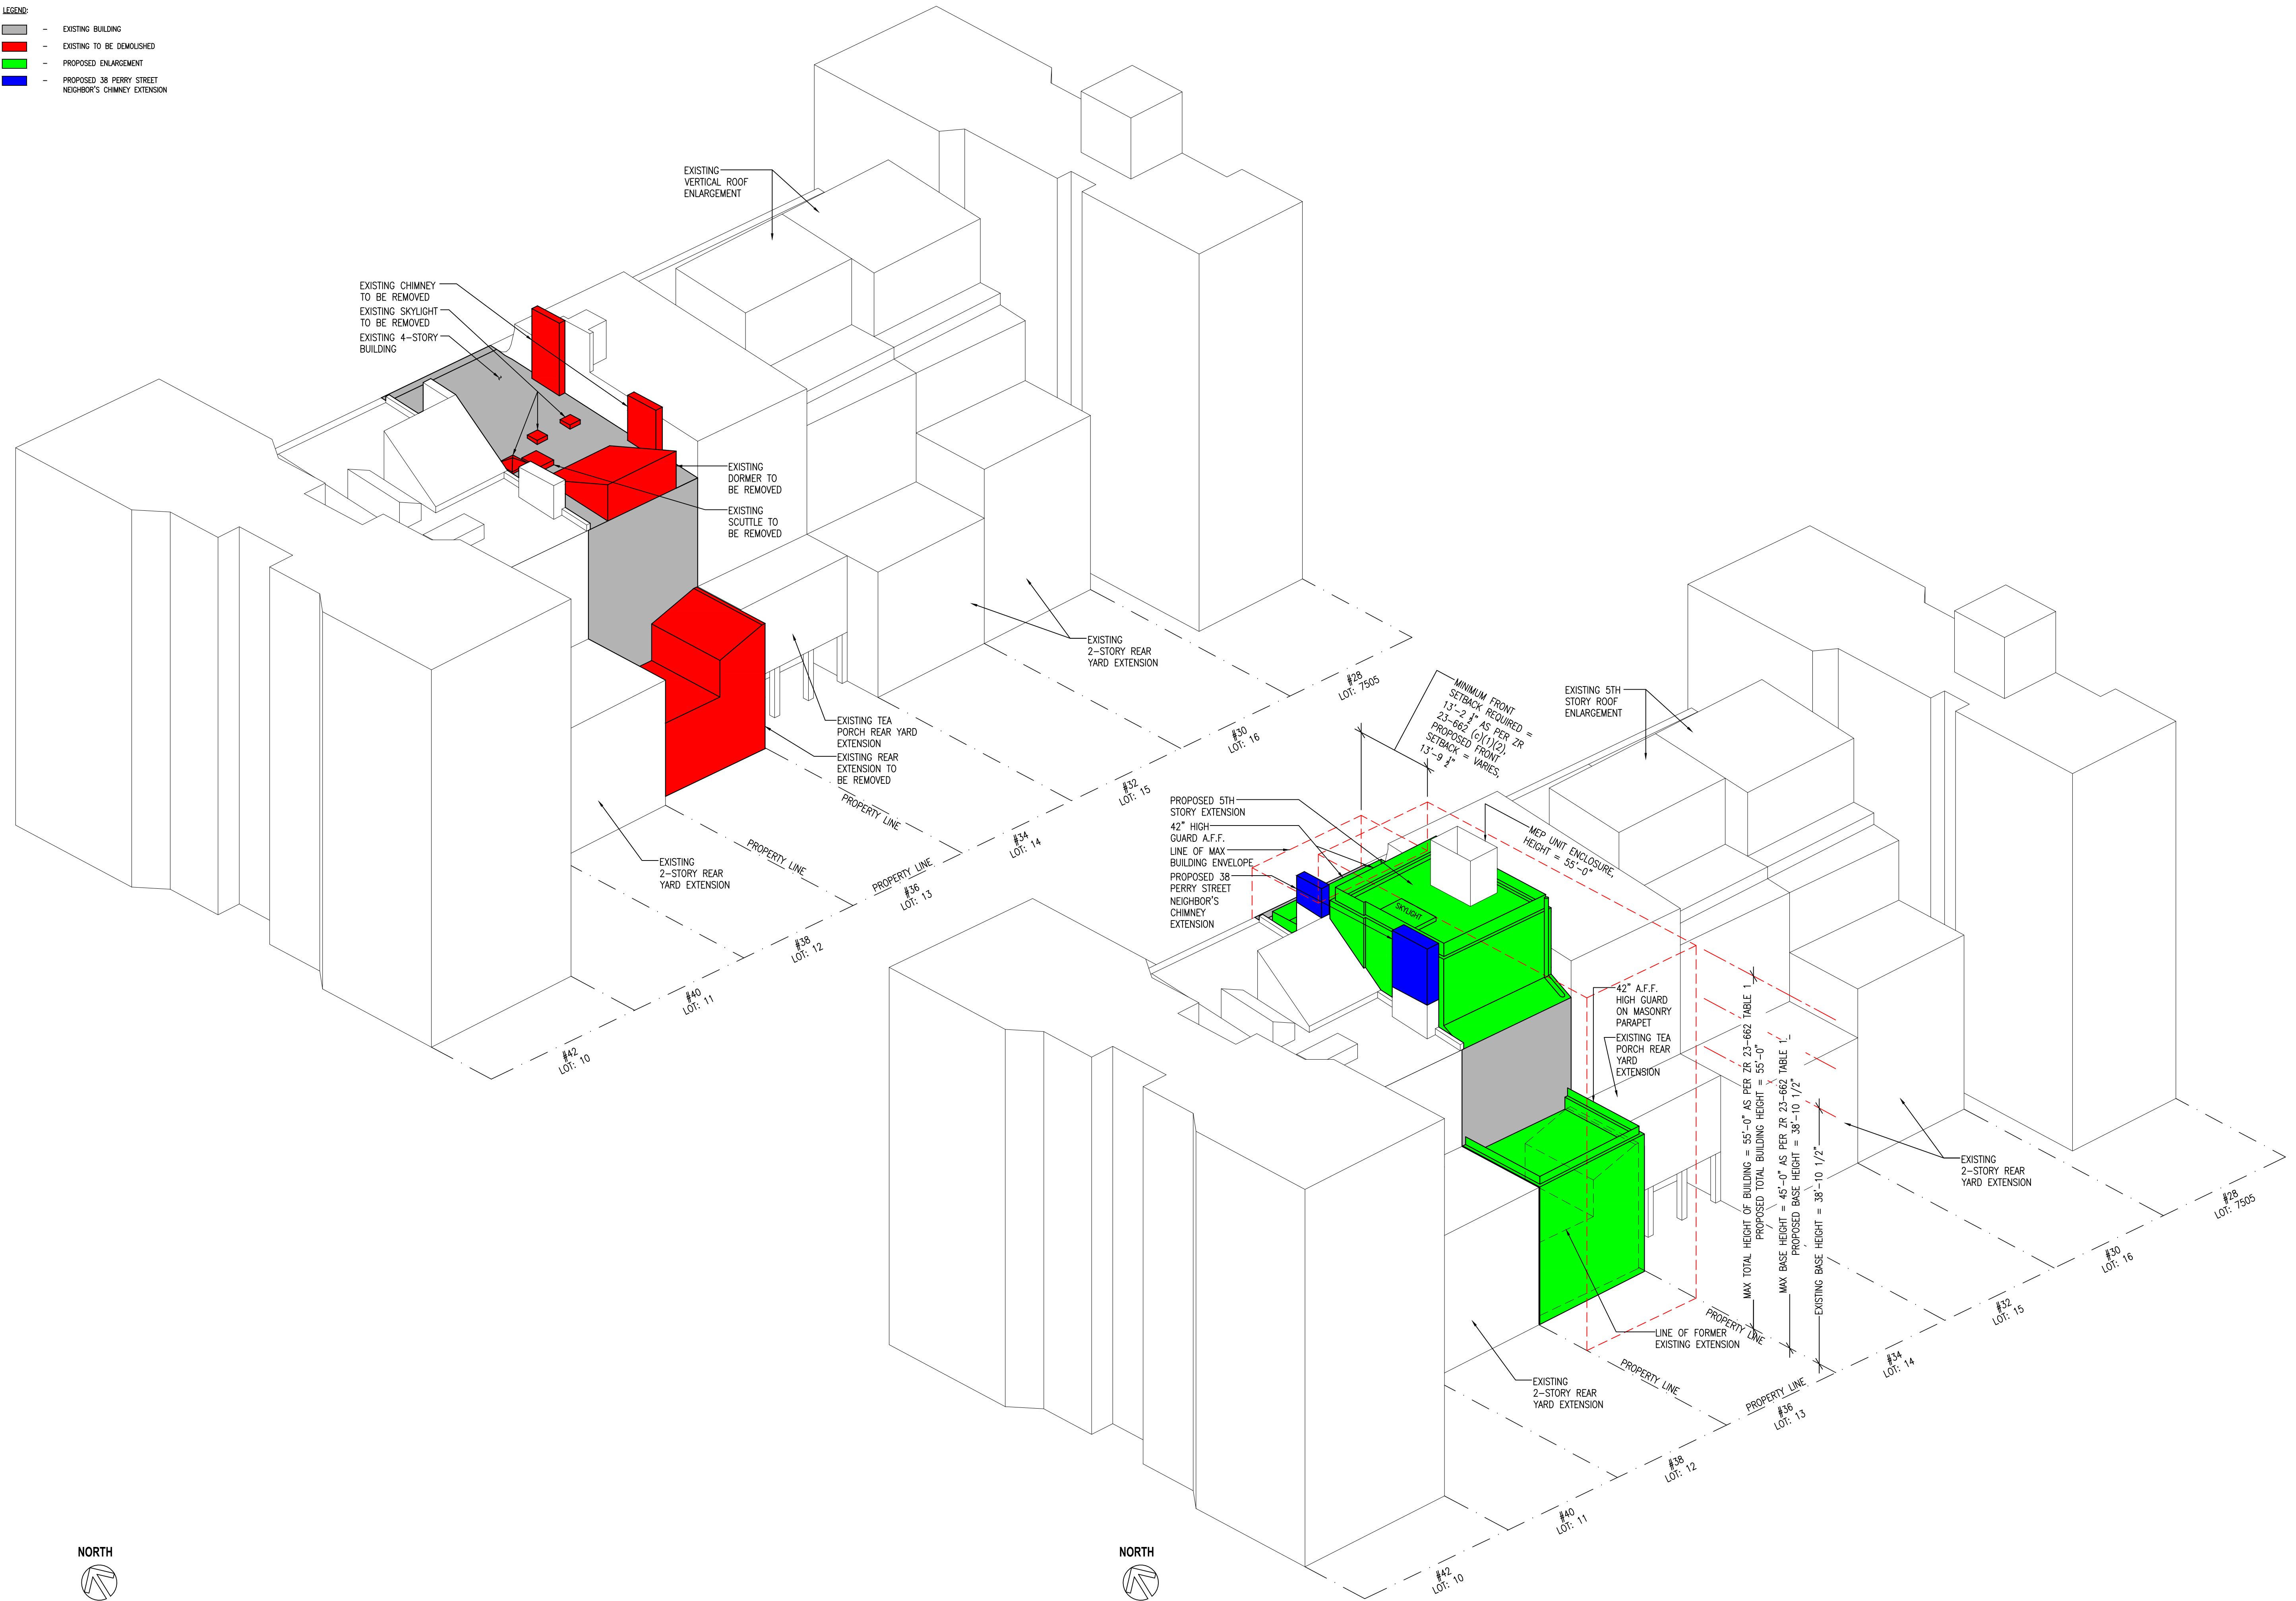 LEGEND:
– EXISTING BUILDING
– EXISTING TO BE DEMOLISHED
– PROPOSED ENLARGEMENT
– PROPOSED 38 PERRY STREET
NEIGHBOR'S CHIMNEY EXTENSION
EXISTING
VERTICAL ROOF
ENLARGEMENT
EXISTING CHIMNEY
TO BE REMOVED
EXISTING SKYLIGHT
TO BE REMOVED
EXISTING 4–STORY
BUILDING
EXISTING
DORMER TO
BE REMOVED
EXISTING
SCUTTLE TO
BE REMOVED
EXISTING
2–STORY REAR
YARD EXTENSION
EXISTING TEA
PORCH REAR YARD
EXTENSION
EXISTING REAR
EXTENSION TO
BE REMOVED
EXISTING
2–STORY REAR
YARD EXTENSION
PROPERTY LINE
PROPERTY LINE
PROPERTY LINE
#28
LOT: 7505
#30
LOT: 16
#32
LOT: 15
#34
LOT: 14
#36
LOT: 13
#38
LOT: 12
#40
LOT: 11
#42
LOT: 10
NORTH
MINIMUM FRONT
SETBACK REQUIRED =
13'–2 ½" AS PER ZR
23–662 (c)(1)(2),
PROPOSED FRONT
SETBACK = VARIES,
13'–9 ½"
EXISTING 5TH
STORY ROOF
ENLARGEMENT
PROPOSED 5TH
STORY EXTENSION
42" HIGH
GUARD A.F.F.
LINE OF MAX
BUILDING ENVELOPE
PROPOSED 38
PERRY STREET
NEIGHBOR'S
CHIMNEY
EXTENSION
MEP UNIT ENCLOSURE,
HEIGHT = 55'–0"
SKYLIGHT
42" A.F.F.
HIGH GUARD
ON MASONRY
PARAPET
EXISTING TEA
PORCH REAR
YARD
EXTENSION
MAX TOTAL HEIGHT OF BUILDING = 55'–0" AS PER ZR 23–662 TABLE 1
PROPOSED TOTAL BUILDING HEIGHT = 55'–0"
MAX BASE HEIGHT = 45'–0" AS PER ZR 23–662 TABLE 1
PROPOSED BASE HEIGHT = 38'–10 1/2"
EXISTING BASE HEIGHT = 38'–10 1/2"
EXISTING
2–STORY REAR
YARD EXTENSION
LINE OF FORMER
EXISTING EXTENSION
EXISTING
2–STORY REAR
YARD EXTENSION
PROPERTY LINE
PROPERTY LINE
PROPERTY LINE
#28
LOT: 7505
#30
LOT: 16
#32
LOT: 15
#34
LOT: 14
#36
LOT: 13
#38
LOT: 12
#40
LOT: 11
#42
LOT: 10
NORTH